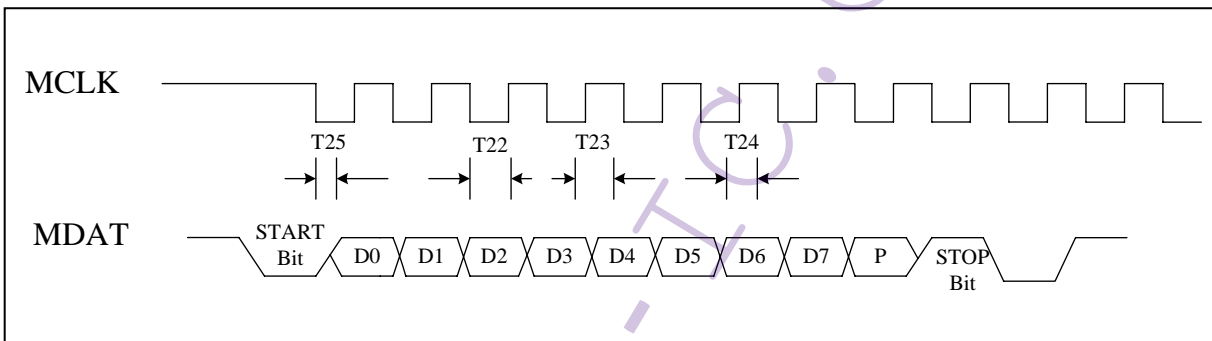 MCLK
T25
T22
T23
T24
MDAT
START
Bit
D0
D1
D2
D3
D4
D5
D6
D7
P
STOP
Bit